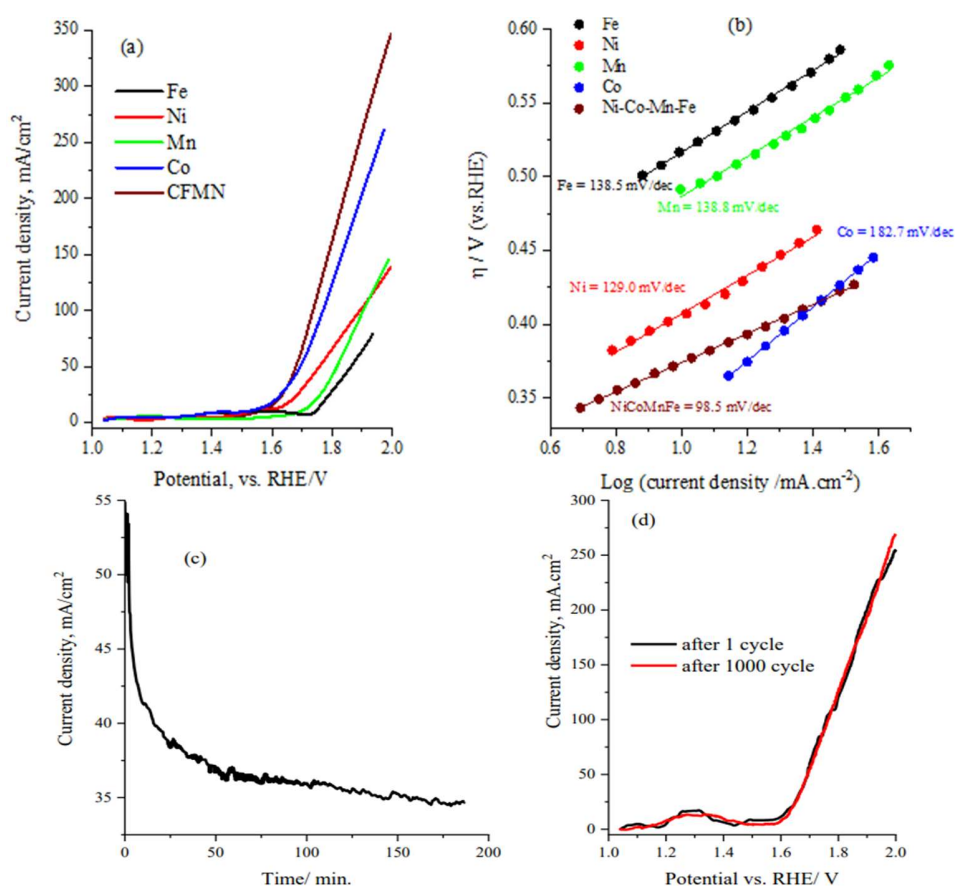 (a)
350
300
250
200
150
100
50
0
1.0 1.2 1.4 1.6 1.8 2.0
Current density, mA/cm²
Potential, vs. RHE/V
Fe
Ni
Mn
Co
CFMN
(b)
Fe
Ni
Mn
Co
Ni-Co-Mn-Fe
0.60
0.55
0.50
0.45
0.40
0.35
0.6 0.8 1.0 1.2 1.4 1.6
η / V (vs.RHE)
Log (current density /mA.cm⁻²)
Fe = 138.5 mV/dec
Mn = 138.8 mV/dec
Co = 182.7 mV/dec
Ni = 129.0 mV/dec
NiCoMnFe = 98.5 mV/dec
(c)
55
50
45
40
35
0 50 100 150 200
Current density, mA/cm²
Time/ min.
(d)
300
250
200
150
100
50
0
1.0 1.2 1.4 1.6 1.8 2.0
Current density, mA.cm²
Potential vs. RHE/ V
after 1 cycle
after 1000 cycle